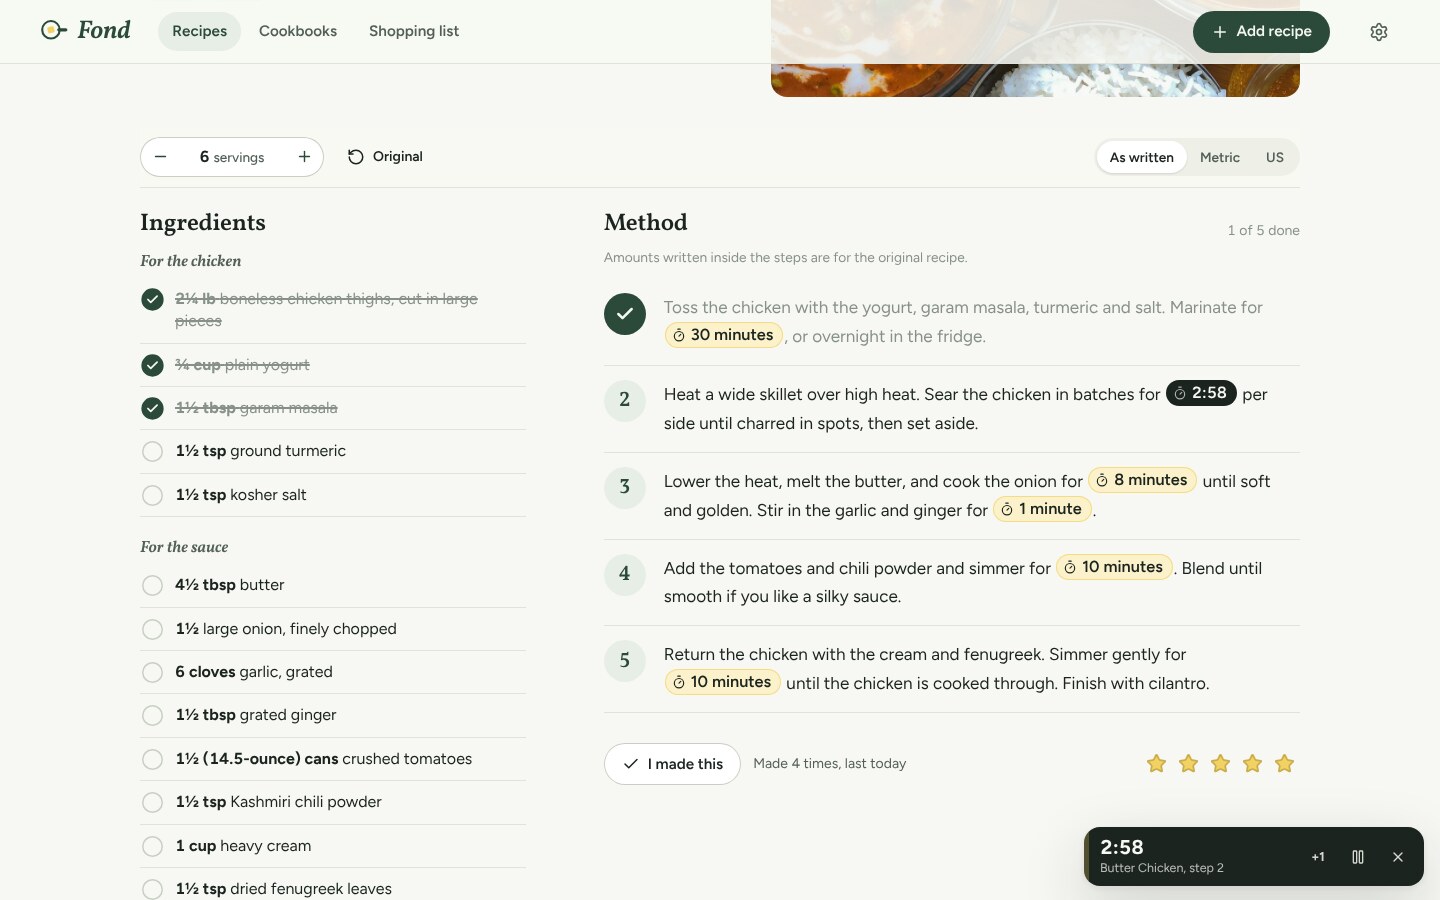 Fond
Recipes
Cookbooks
Shopping list
Add recipe
6 servings
Original
As written
Metric
US
Ingredients
For the chicken
2¼ lb boneless chicken thighs, cut in large
pieces
¾ cup plain yogurt
1½ tbsp garam masala
1½ tsp ground turmeric
1½ tsp kosher salt
For the sauce
4½ tbsp butter
1½ large onion, finely chopped
6 cloves garlic, grated
1½ tbsp grated ginger
1½ (14.5-ounce) cans crushed tomatoes
1½ tsp Kashmiri chili powder
1 cup heavy cream
1½ tsp dried fenugreek leaves
Method
1 of 5 done
Amounts written inside the steps are for the original recipe.
Toss the chicken with the yogurt, garam masala, turmeric and salt. Marinate for
30 minutes, or overnight in the fridge.
2 Heat a wide skillet over high heat. Sear the chicken in batches for 2:58 per
side until charred in spots, then set aside.
3 Lower the heat, melt the butter, and cook the onion for 8 minutes until soft
and golden. Stir in the garlic and ginger for 1 minute.
4 Add the tomatoes and chili powder and simmer for 10 minutes. Blend until
smooth if you like a silky sauce.
5 Return the chicken with the cream and fenugreek. Simmer gently for
10 minutes until the chicken is cooked through. Finish with cilantro.
I made this
Made 4 times, last today
2:58
Butter Chicken, step 2
+1